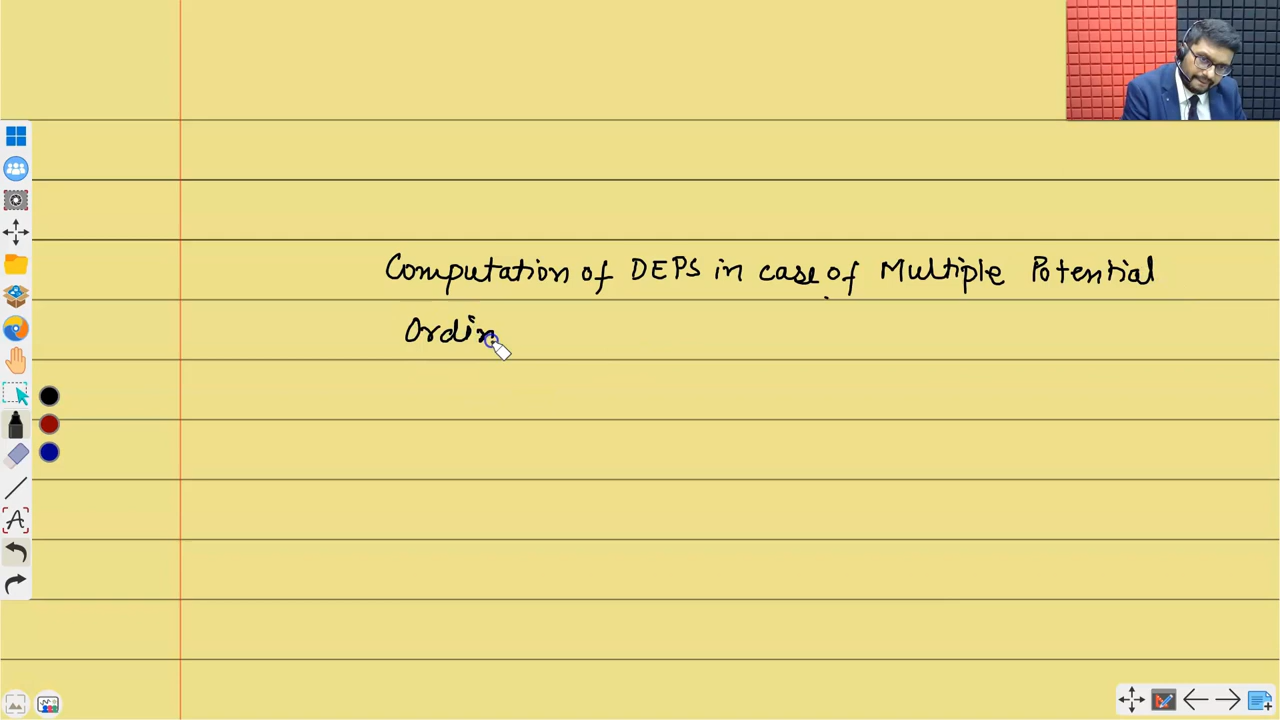 Computation of DEPS in case of Multiple Potential
Ordin